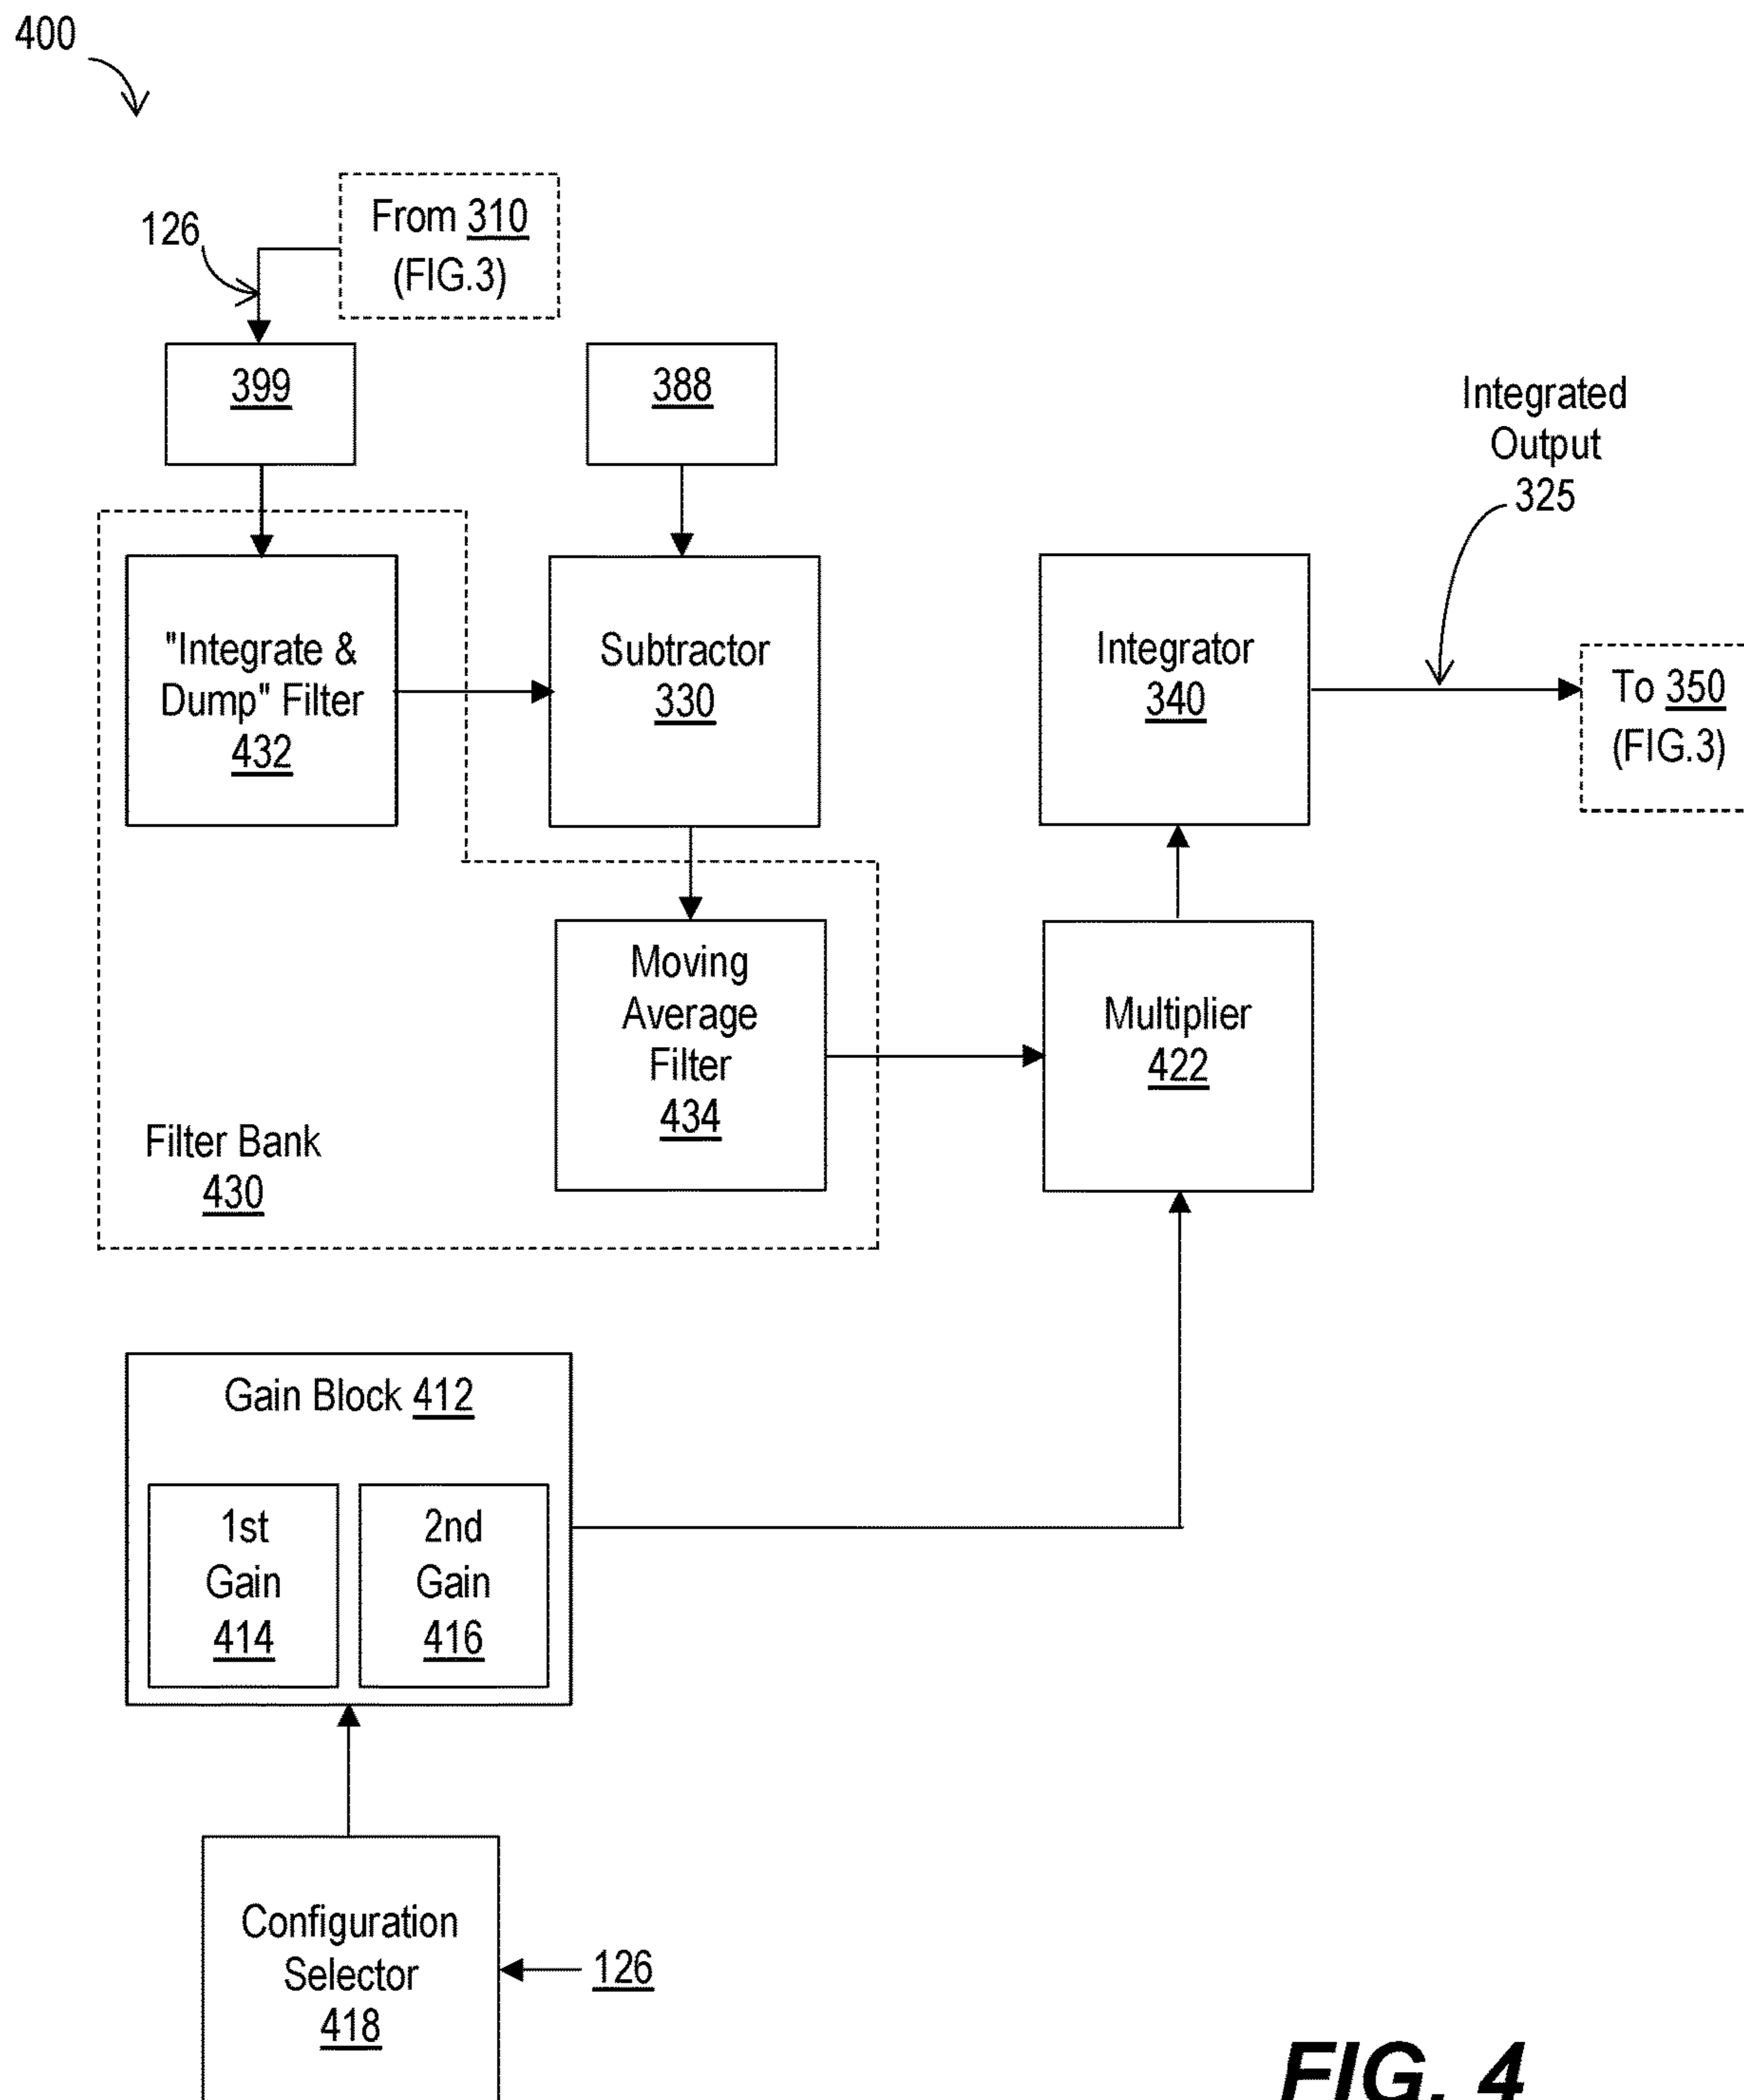 400
126
From 310
(FIG.3)
399
388
Integrated
Output
325
"Integrate &
Dump" Filter
432
Subtractor
330
Integrator
340
To 350
(FIG.3)
Moving
Average
Filter
434
Multiplier
422
Filter Bank
430
Gain Block 412
1st
Gain
414
2nd
Gain
416
Configuration
Selector
418
126
FIG. 4